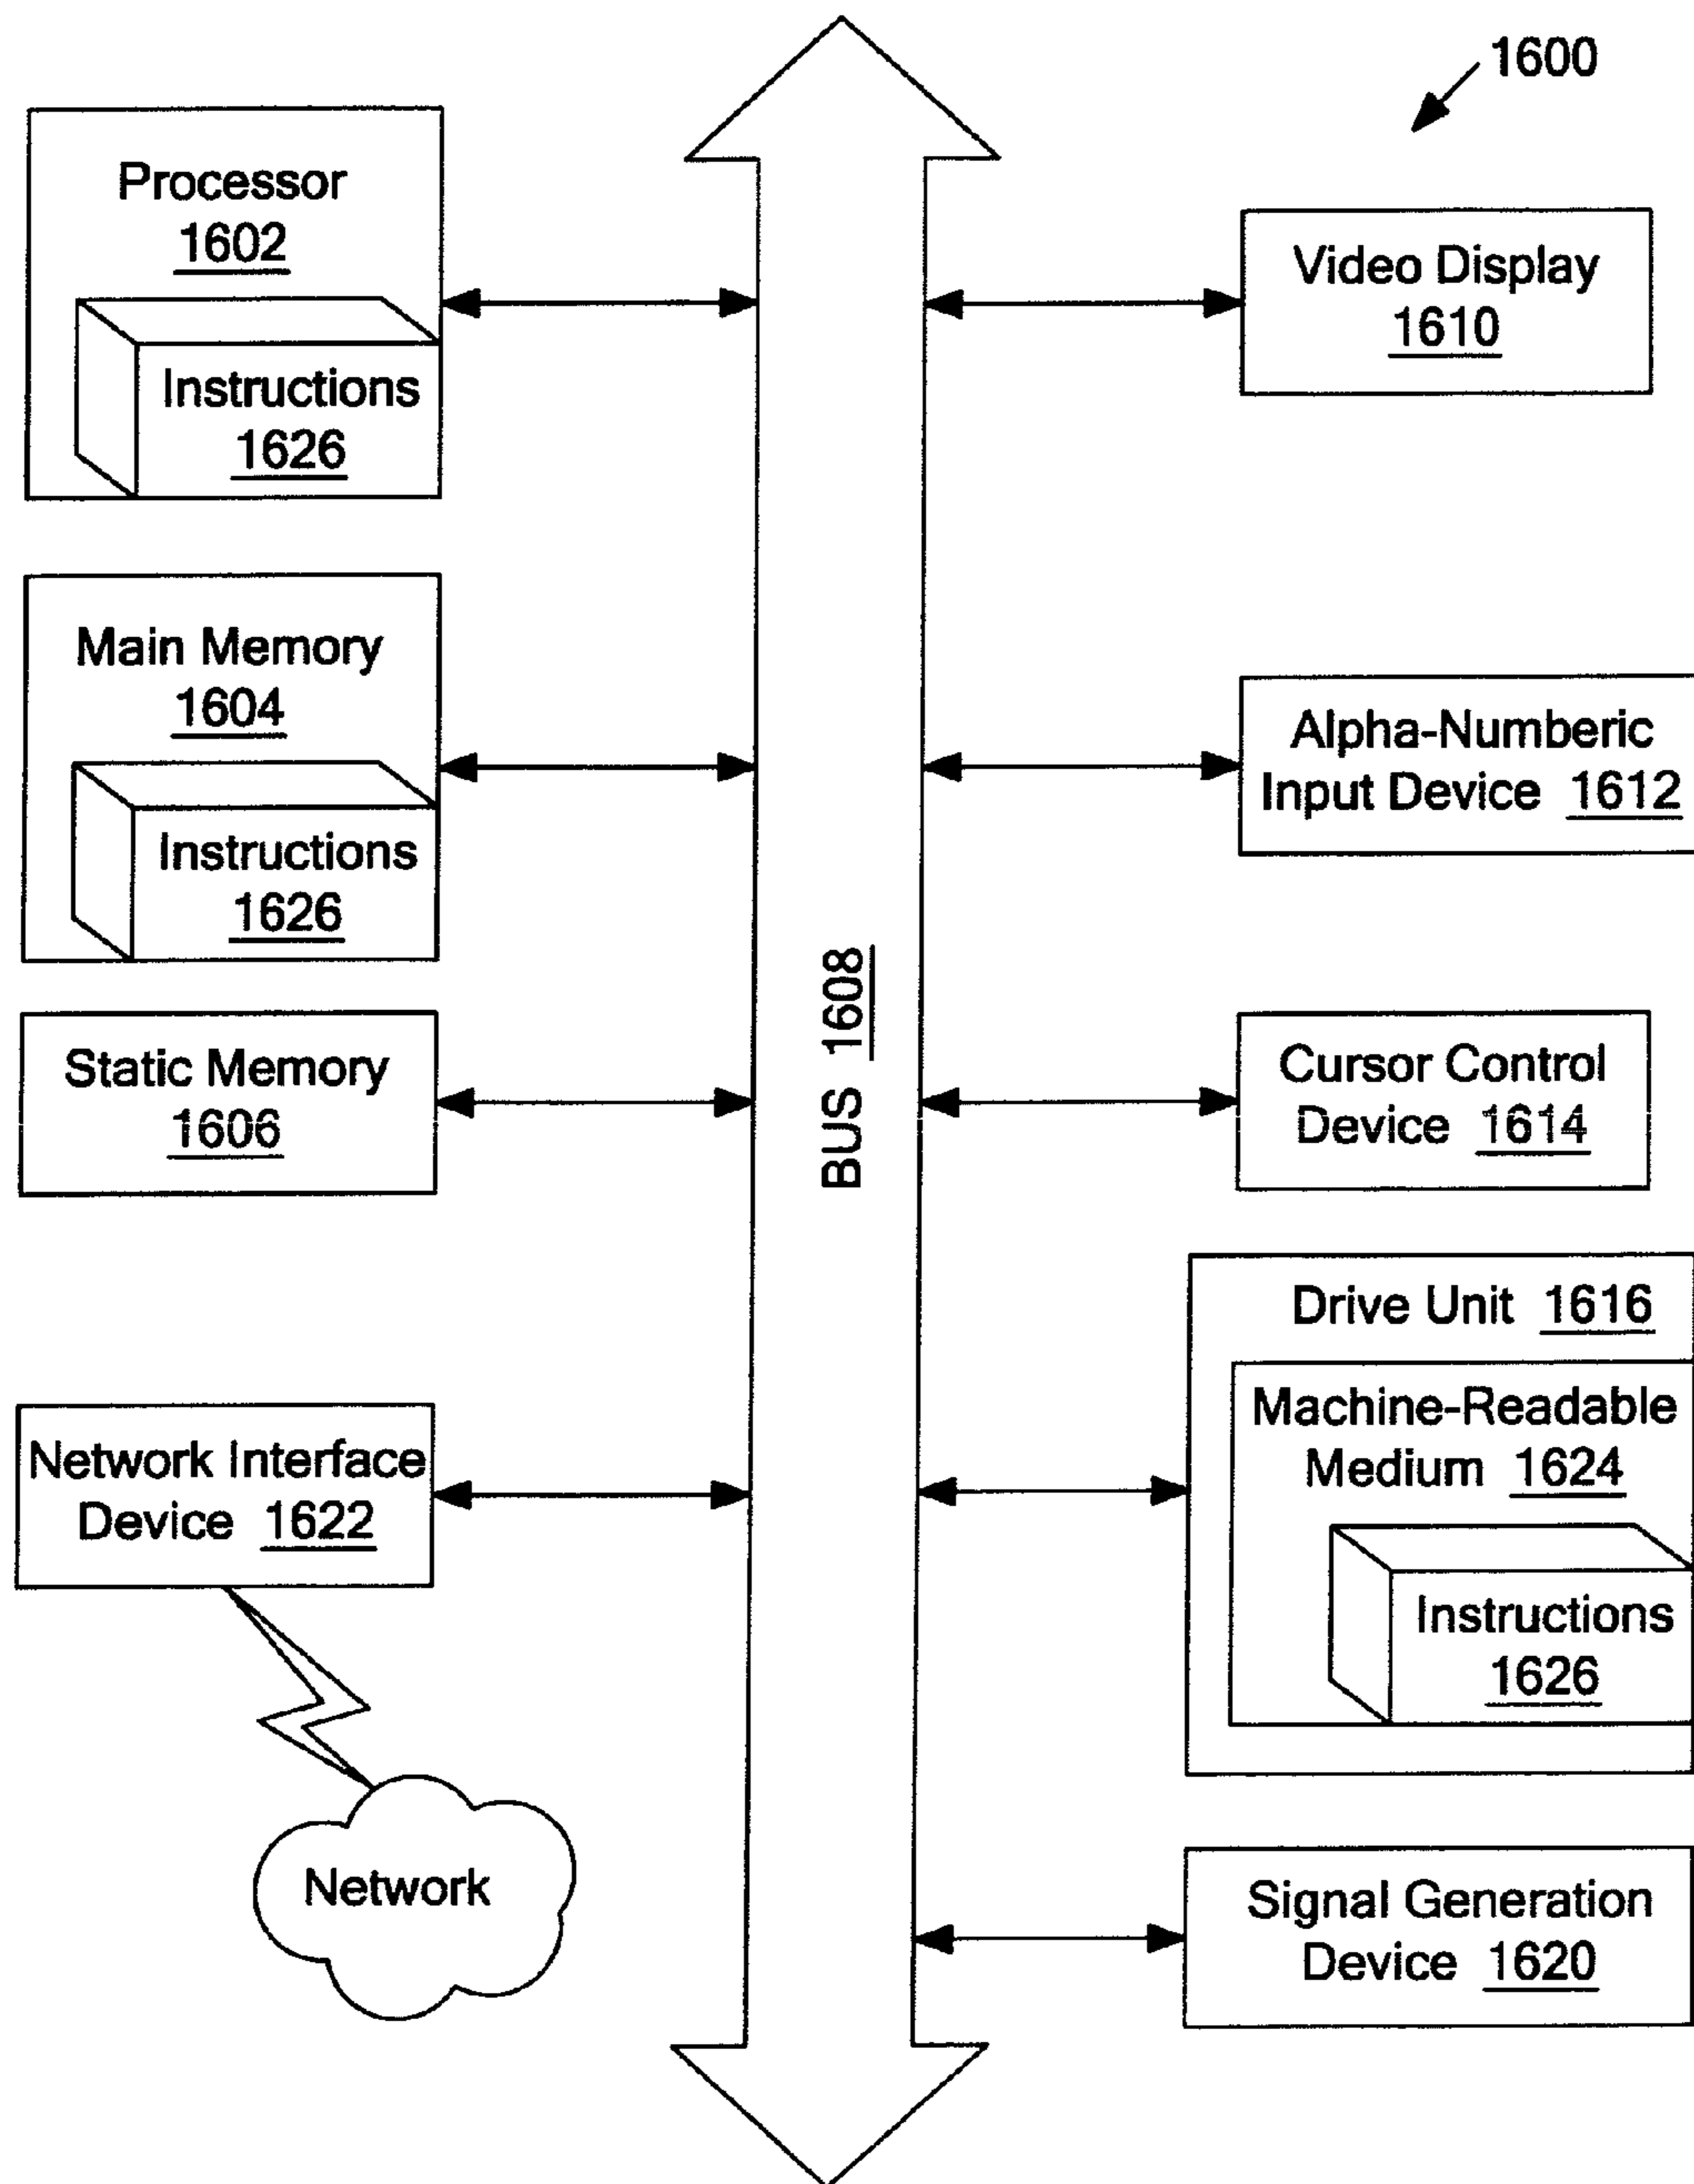 1600
Processor
1602
Instructions
1626
Video Display
1610
Main Memory
1604
Instructions
1626
Alpha-Numberic
Input Device 1612
BUS 1608
Static Memory
1606
Cursor Control
Device 1614
Drive Unit 1616
Machine-Readable
Medium 1624
Instructions
1626
Network Interface
Device 1622
Network
Signal Generation
Device 1620